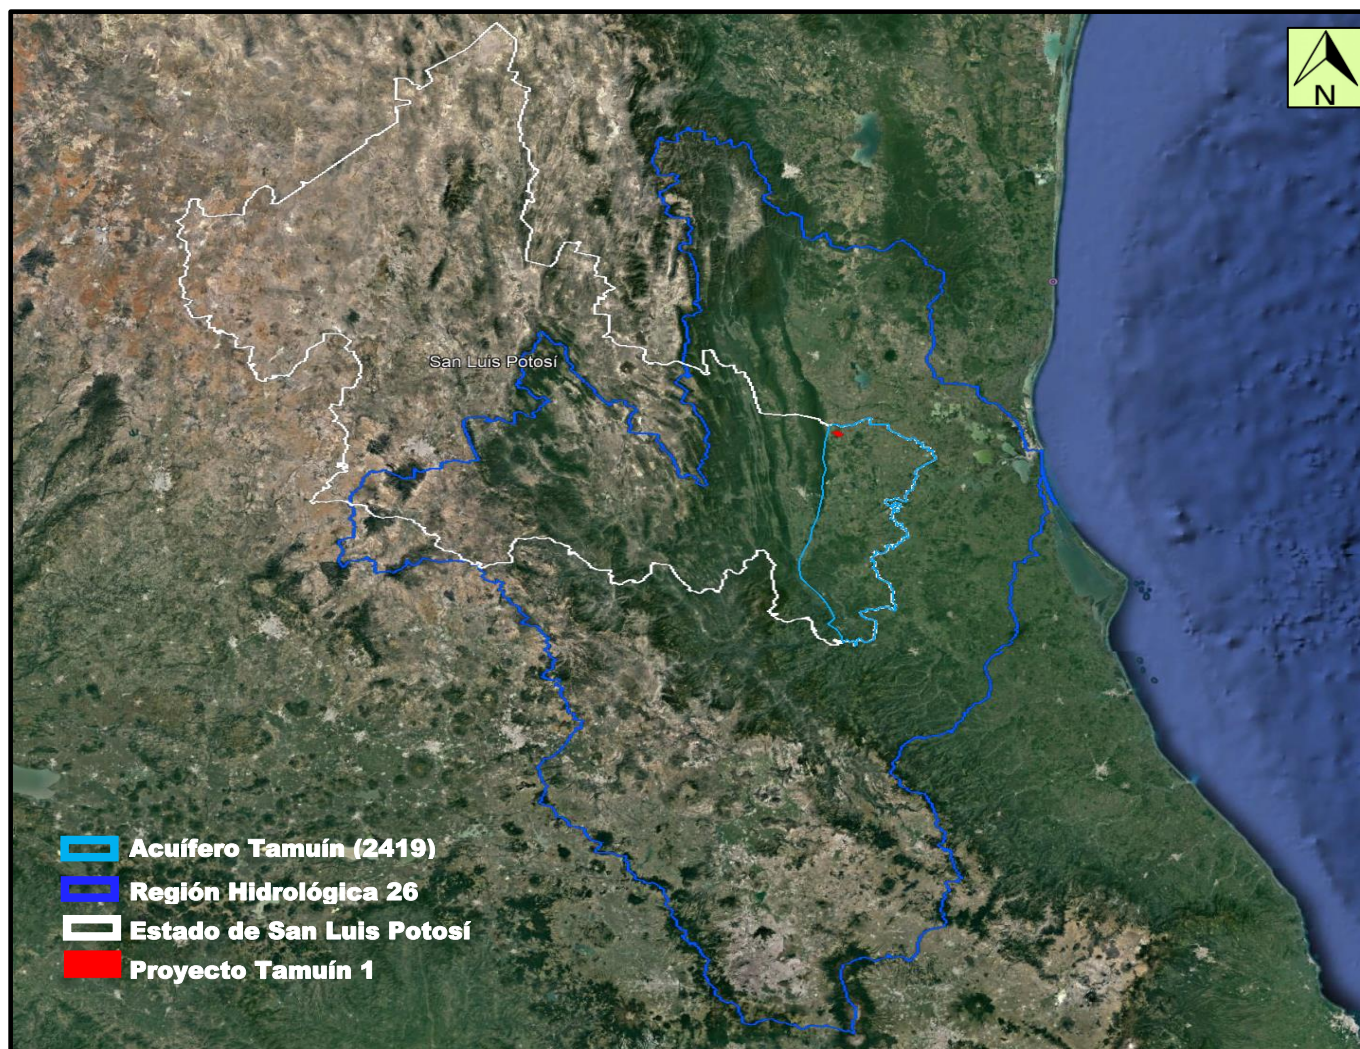 N
San Luis Potosí
Acuífero Tamuín (2419)
Región Hidrológica 26
Estado de San Luis Potosí
Proyecto Tamuín 1